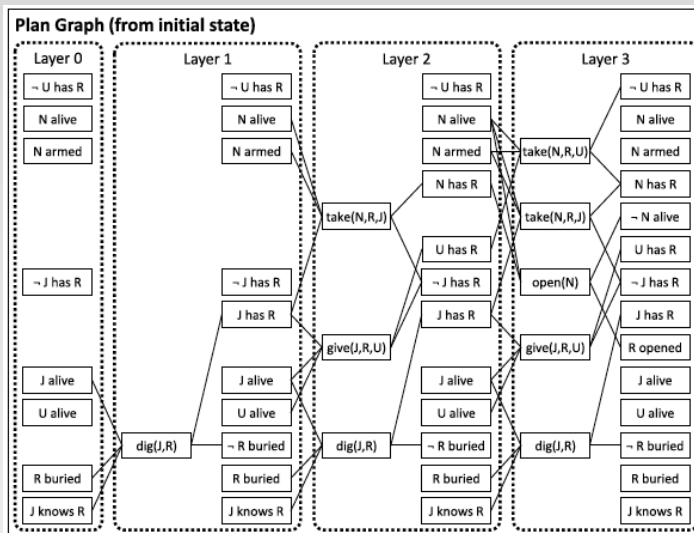 Plan Graph (from initial state)
Layer 0
Layer 1
Layer 2
Layer 3
¬ U has R
¬ U has R
¬ U has R
¬ U has R
N alive
N alive
N alive
N alive
N armed
N armed
N armed
take(N,R,U)
N armed
N has R
N has R
take(N,R,J)
take(N,R,J)
¬ N alive
U has R
U has R
¬ J has R
¬ J has R
¬ J has R
open(N)
¬ J has R
J has R
J has R
J has R
give(J,R,U)
give(J,R,U)
R opened
J alive
J alive
J alive
J alive
U alive
U alive
U alive
U alive
dig(J,R)
¬ R buried
dig(J,R)
¬ R buried
dig(J,R)
¬ R buried
R buried
R buried
R buried
R buried
J knows R
J knows R
J knows R
J knows R